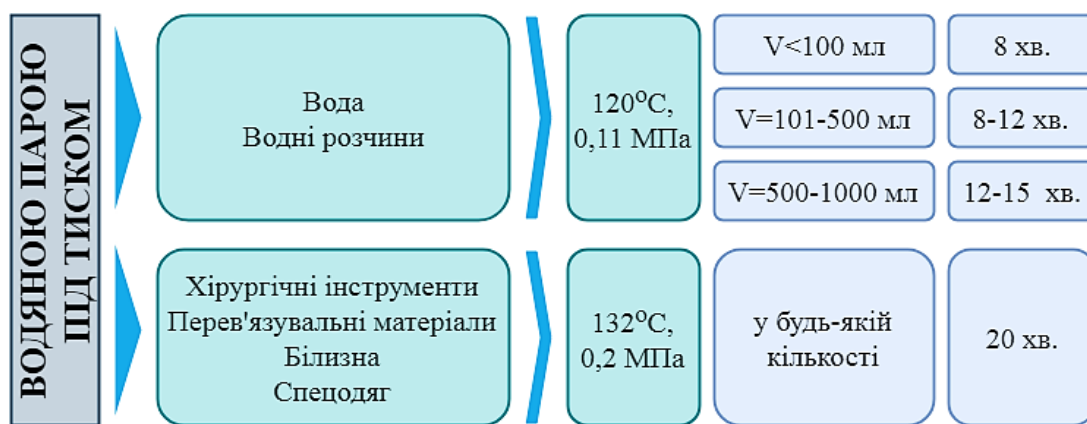 ВОДЯНОЮ ПАРОЮ
ПІД ТИСКОМ
Вода
Водні розчини
120°С,
0,11 МПа
V<100 мл
8 хв.
V=101-500 мл
8-12 хв.
V=500-1000 мл
12-15 хв.
Хірургічні інструменти
Перев'язувальні матеріали
Білизна
Спецодяг
132°С,
0,2 МПа
у будь-якій
кількості
20 хв.